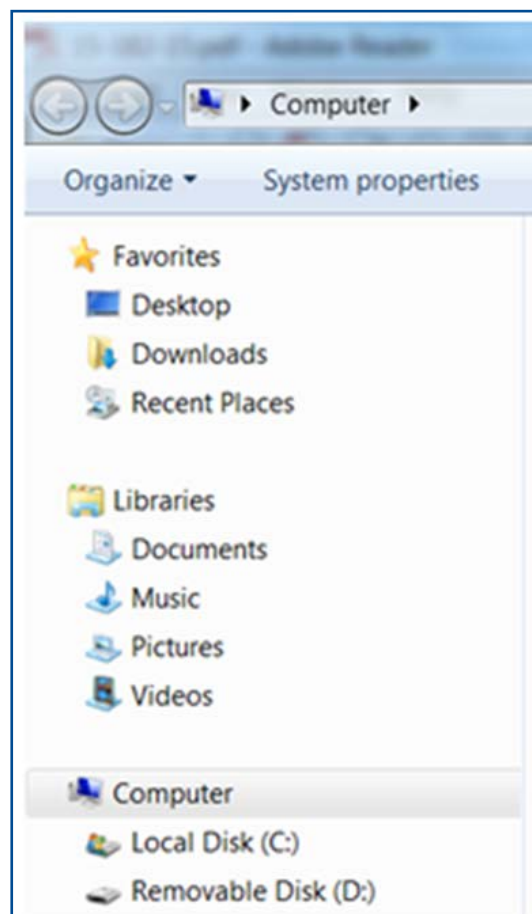 Computer
Organize System properties
Favorites
Desktop
Downloads
Recent Places
Libraries
Documents
Music
Pictures
Videos
Computer
Local Disk (C:)
Removable Disk (D:)